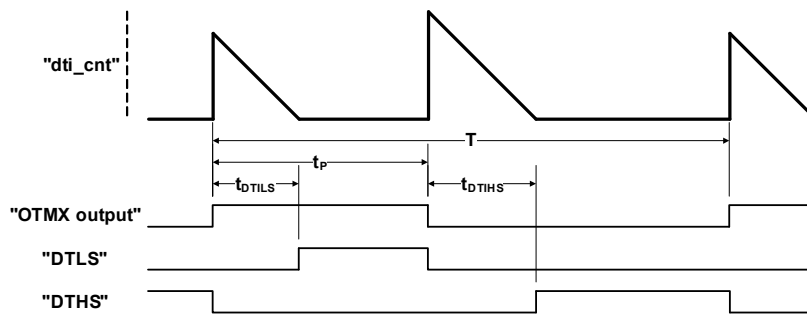 "dti_cnt"
T
tP
tDTILS
tDTIHS
"OTMX output"
"DTLS"
"DTHS"